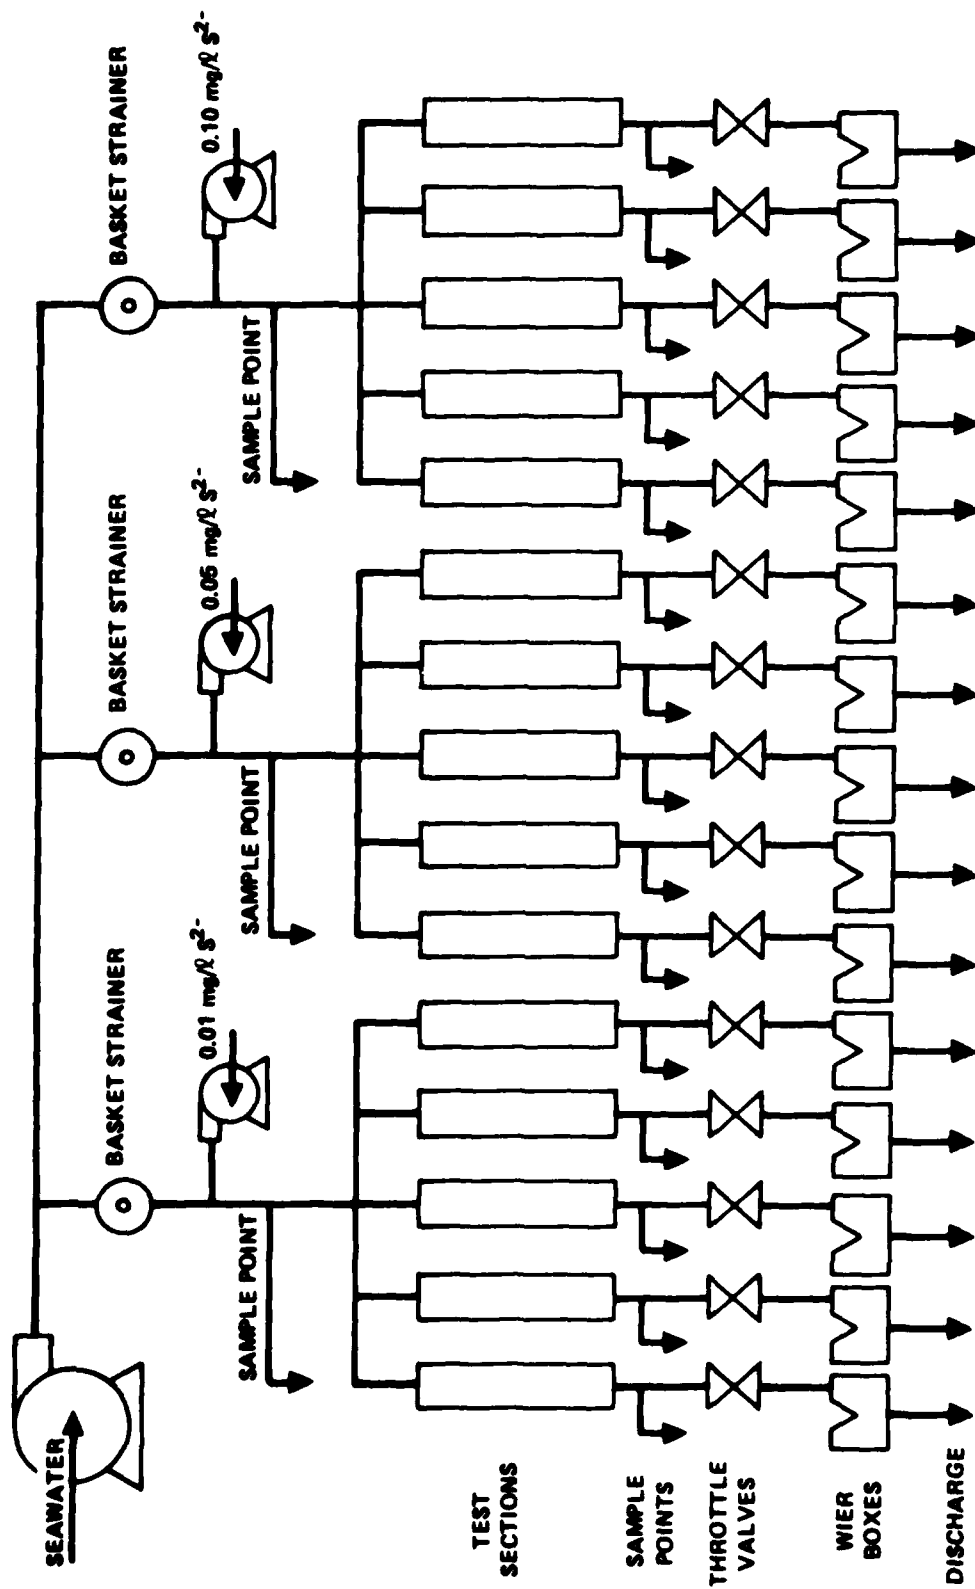 SEAWATER
BASKET STRAINER
BASKET STRAINER
BASKET STRAINER
0.01 mg/ℓ S²⁻
0.05 mg/ℓ S²⁻
0.10 mg/ℓ S²⁻
SAMPLE POINT
SAMPLE POINT
SAMPLE POINT
TEST
SECTIONS
SAMPLE
POINTS
THROTTLE
VALVES
WIER
BOXES
DISCHARGE